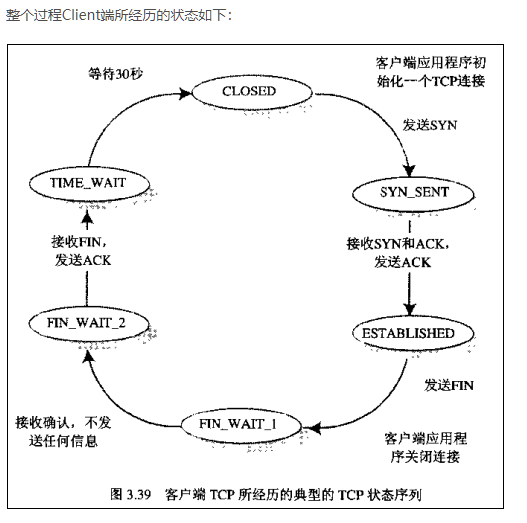 整个过程Client端所经历的状态如下：
等待30秒
CLOSED
客户端应用程序初
始化一个TCP连接
发送SYN
TIME_WAIT
SYN_SENT
接收FIN，
发送ACK
接收SYN和ACK，
发送ACK
FIN_WAIT_2
ESTABLISHED
发送FIN
接收确认，不发
送任何信息
FIN_WAIT_1
客户端应用程
序关闭连接
图 3.39 客户端 TCP 所经历的典型的 TCP 状态序列